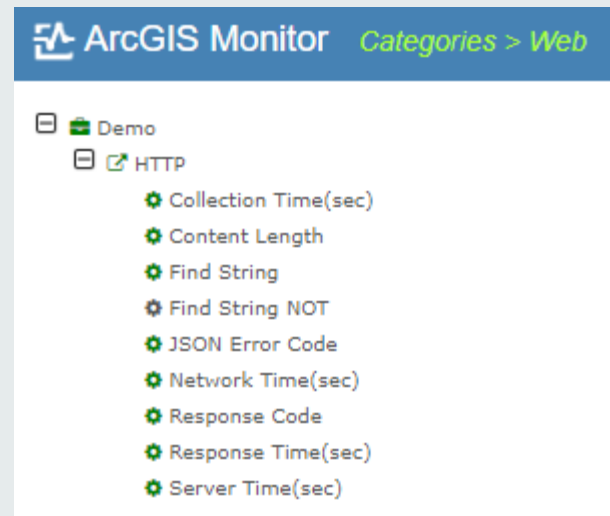 ArcGIS Monitor Categories > Web
Demo
HTTP
Collection Time(sec)
Content Length
Find String
Find String NOT
JSON Error Code
Network Time(sec)
Response Code
Response Time(sec)
Server Time(sec)